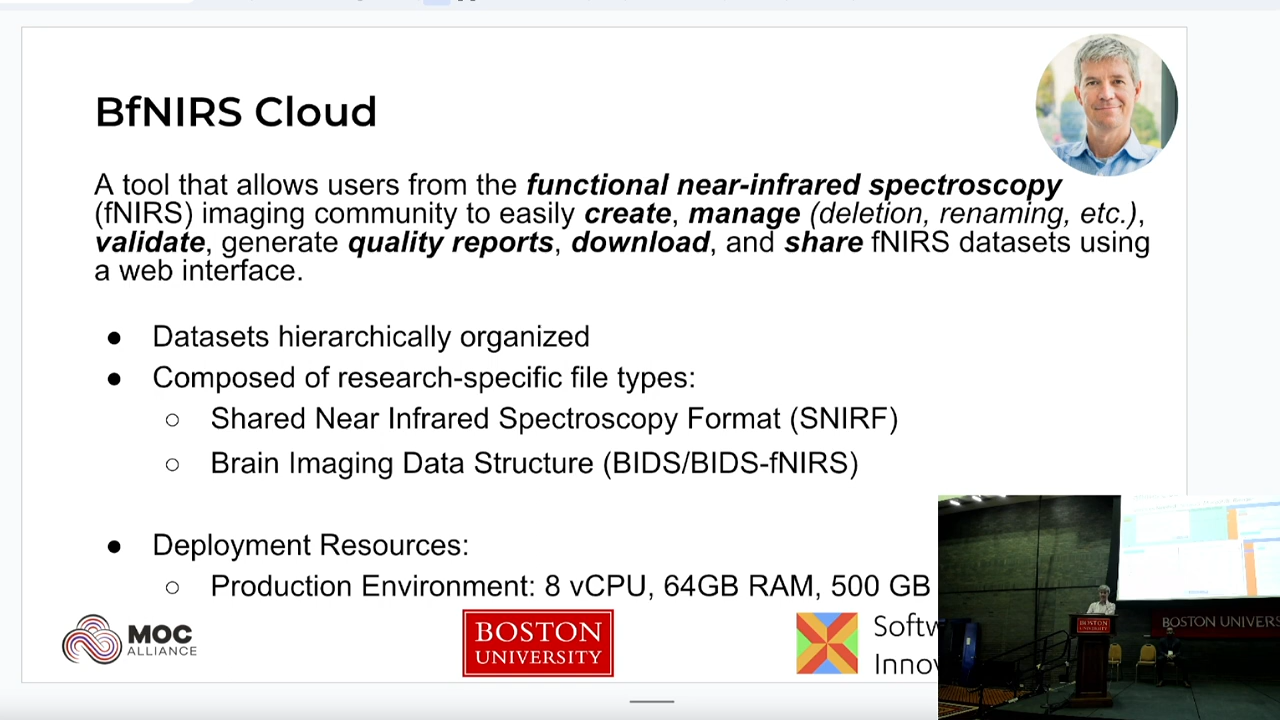 BfNIRS Cloud
A tool that allows users from the functional near-infrared spectroscopy
(fNIRS) imaging community to easily create, manage (deletion, renaming, etc.),
validate, generate quality reports, download, and share fNIRS datasets using
a web interface.
● Datasets hierarchically organized
● Composed of research-specific file types:
○ Shared Near Infrared Spectroscopy Format (SNIRF)
○ Brain Imaging Data Structure (BIDS/BIDS-fNIRS)
● Deployment Resources:
○ Production Environment: 8 vCPU, 64GB RAM, 500 GB
MOC
ALLIANCE
BOSTON
UNIVERSITY
Softw
Innov
BOSTON
UNIVERSITY
BOSTON UNIVERS